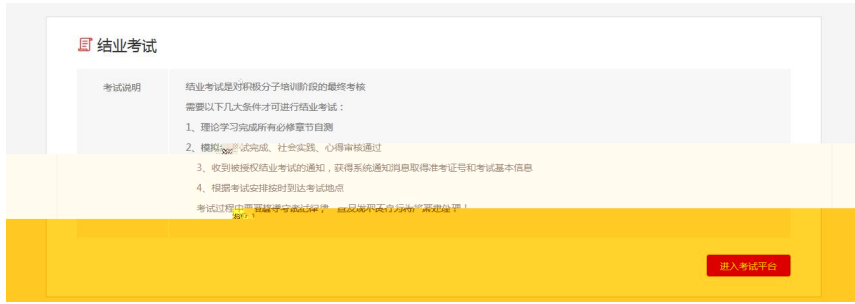 结业考试
考试说明
结业考试是对积极分子培训阶段的最终考核
需要以下几大条件才可进行结业考试：
1、理论学习完成所有必修章节自测
2、模拟 试完成、社会实践、心得审核通过
3、收到被授权结业考试的通知，获得系统通知消息取得准考证号和考试基本信息
4、根据考试安排按时到达考试地点
考试过程中
进入考试平台